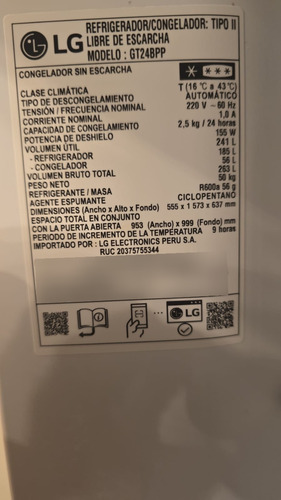 LG
REFRIGERADOR/CONGELADOR: TIPO II
LIBRE DE ESCARCHA
MODELO : GT24BPP
CONGELADOR SIN ESCARCHA
CLASE CLIMÁTICA T (16 °C a 43°C)
TIPO DE DESCONGELAMIENTO AUTOMÁTICO
TENSIÓN / FRECUENCIA NOMINAL 220 V ~ 60 Hz
CORRIENTE NOMINAL 1,0 A
CAPACIDAD DE CONGELAMIENTO 2,5 kg / 24 horas
POTENCIA DE DESHIELO 155 W
VOLUMEN ÚTIL 241 L
- REFRIGERADOR 185 L
- CONGELADOR 56 L
VOLUMEN BRUTO TOTAL 263 L
PESO NETO 50 kg
REFRIGERANTE / MASA R600a 56 g
AGENTE ESPUMANTE CICLOPENTANO
DIMENSIONES (Ancho x Alto x Fondo) 555 x 1 573 x 637 mm
ESPACIO TOTAL EN CONJUNTO
CON LA PUERTA ABIERTA 953 (Ancho) x 999 (Fondo) mm
PERIODO DE INCREMENTO DE LA TEMPERATURA 9 horas
IMPORTADO POR : LG ELECTRONICS PERU S.A.
RUC 20375755344
LG